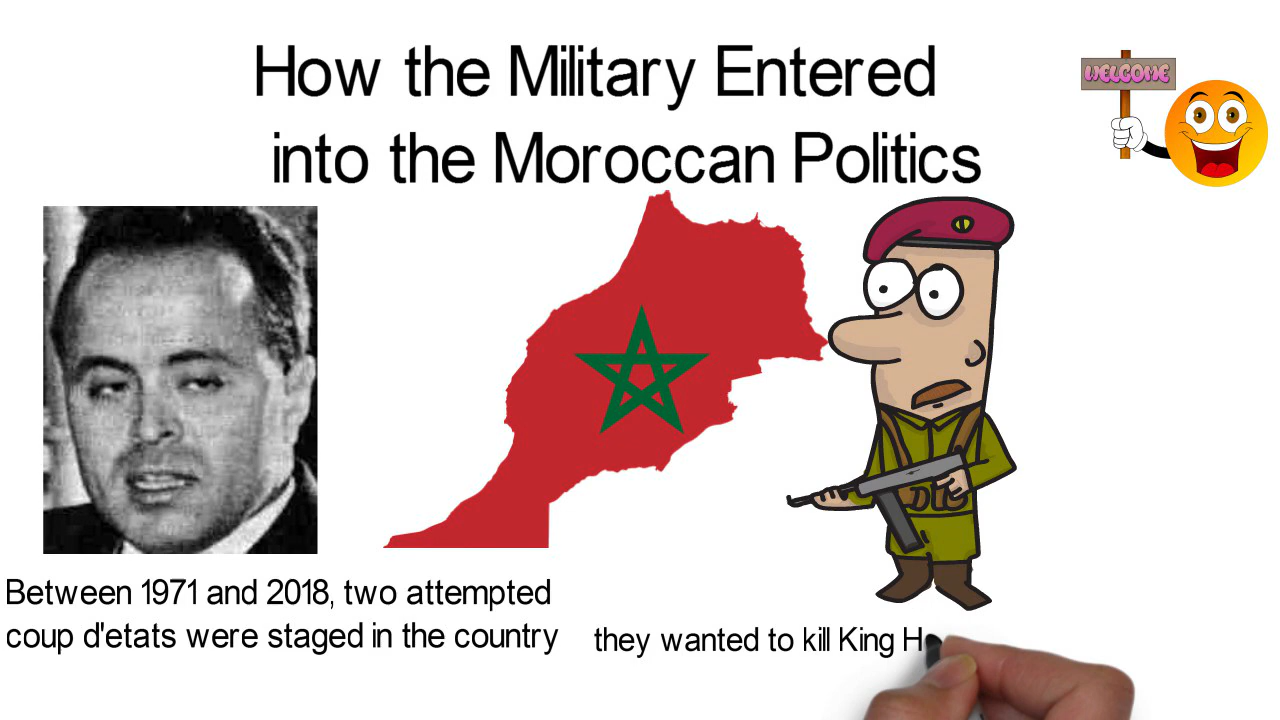 How the Military Entered
into the Moroccan Politics
WELCOME
Between 1971 and 2018, two attempted
coup d'etats were staged in the country
they wanted to kill King H